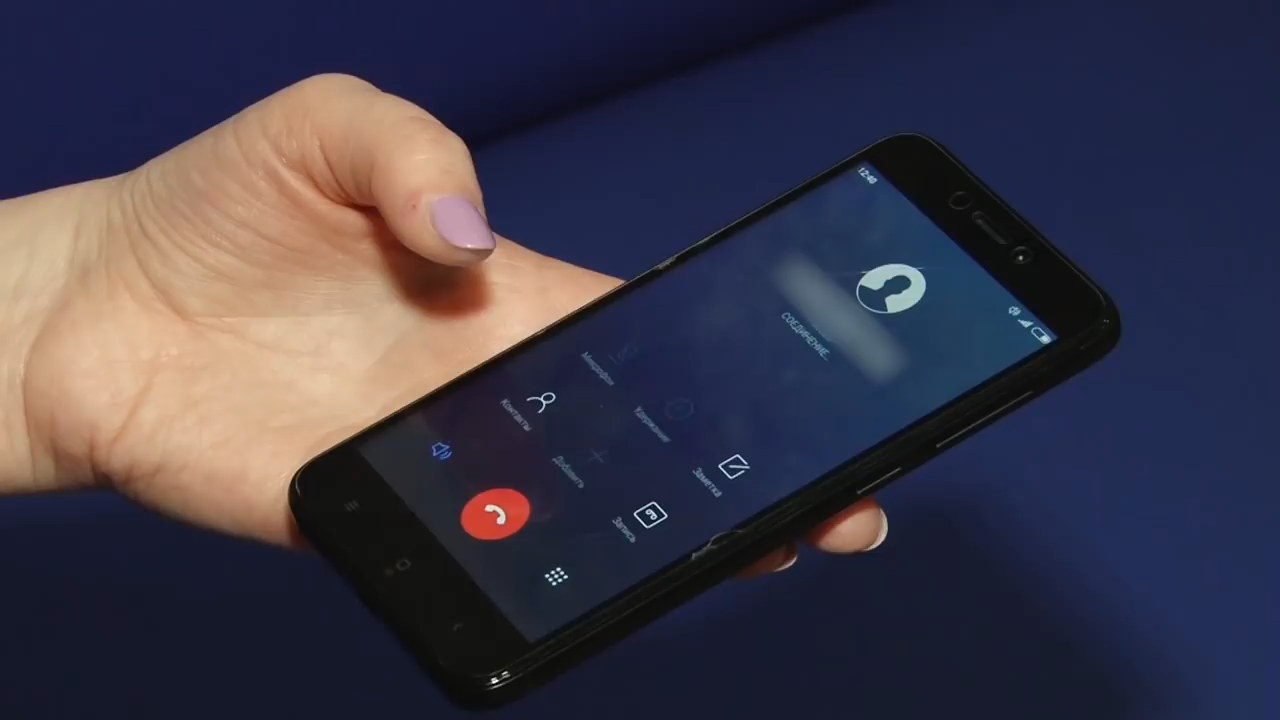 12:40
СОЕДИНЕНИЕ...
Микрофон
Удержание
Заметка
Контакты
Добавить
Запись